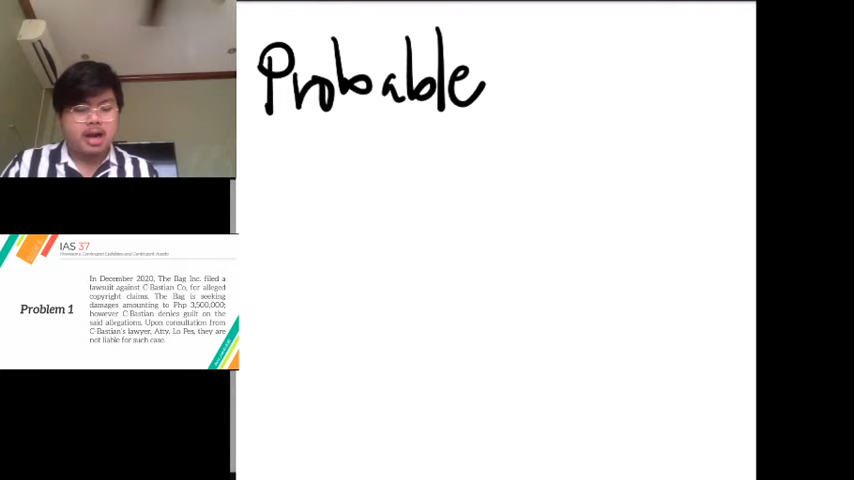 Probable
IAS 37
Provisions, Contingent Liabilities and Contingent Assets
Problem 1
In December 2020, The Bag Inc. filed a
lawsuit against C-Bastian Co, for alleged
copyright claims. The Bag is seeking
damages amounting to Php 3,500,000;
however C-Bastian denies guilt on the
said allegations. Upon consultation from
C-Bastian's lawyer, Atty. Lo Pes, they are
not liable for such case.